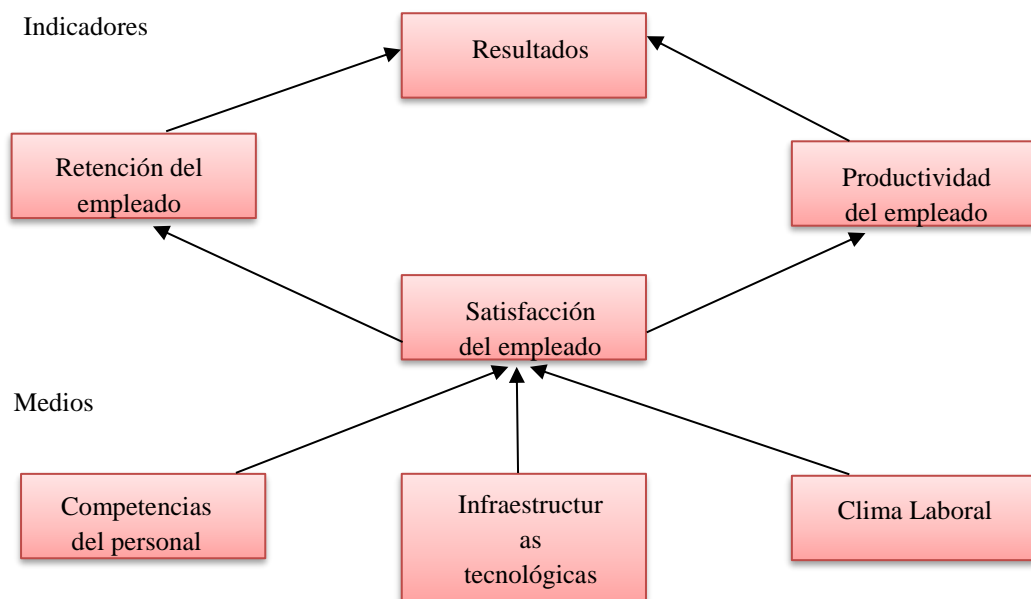 Indicadores
Resultados
Retención del
empleado
Productividad
del empleado
Satisfacción
del empleado
Medios
Competencias
del personal
Infraestructur
as
tecnológicas
Clima Laboral